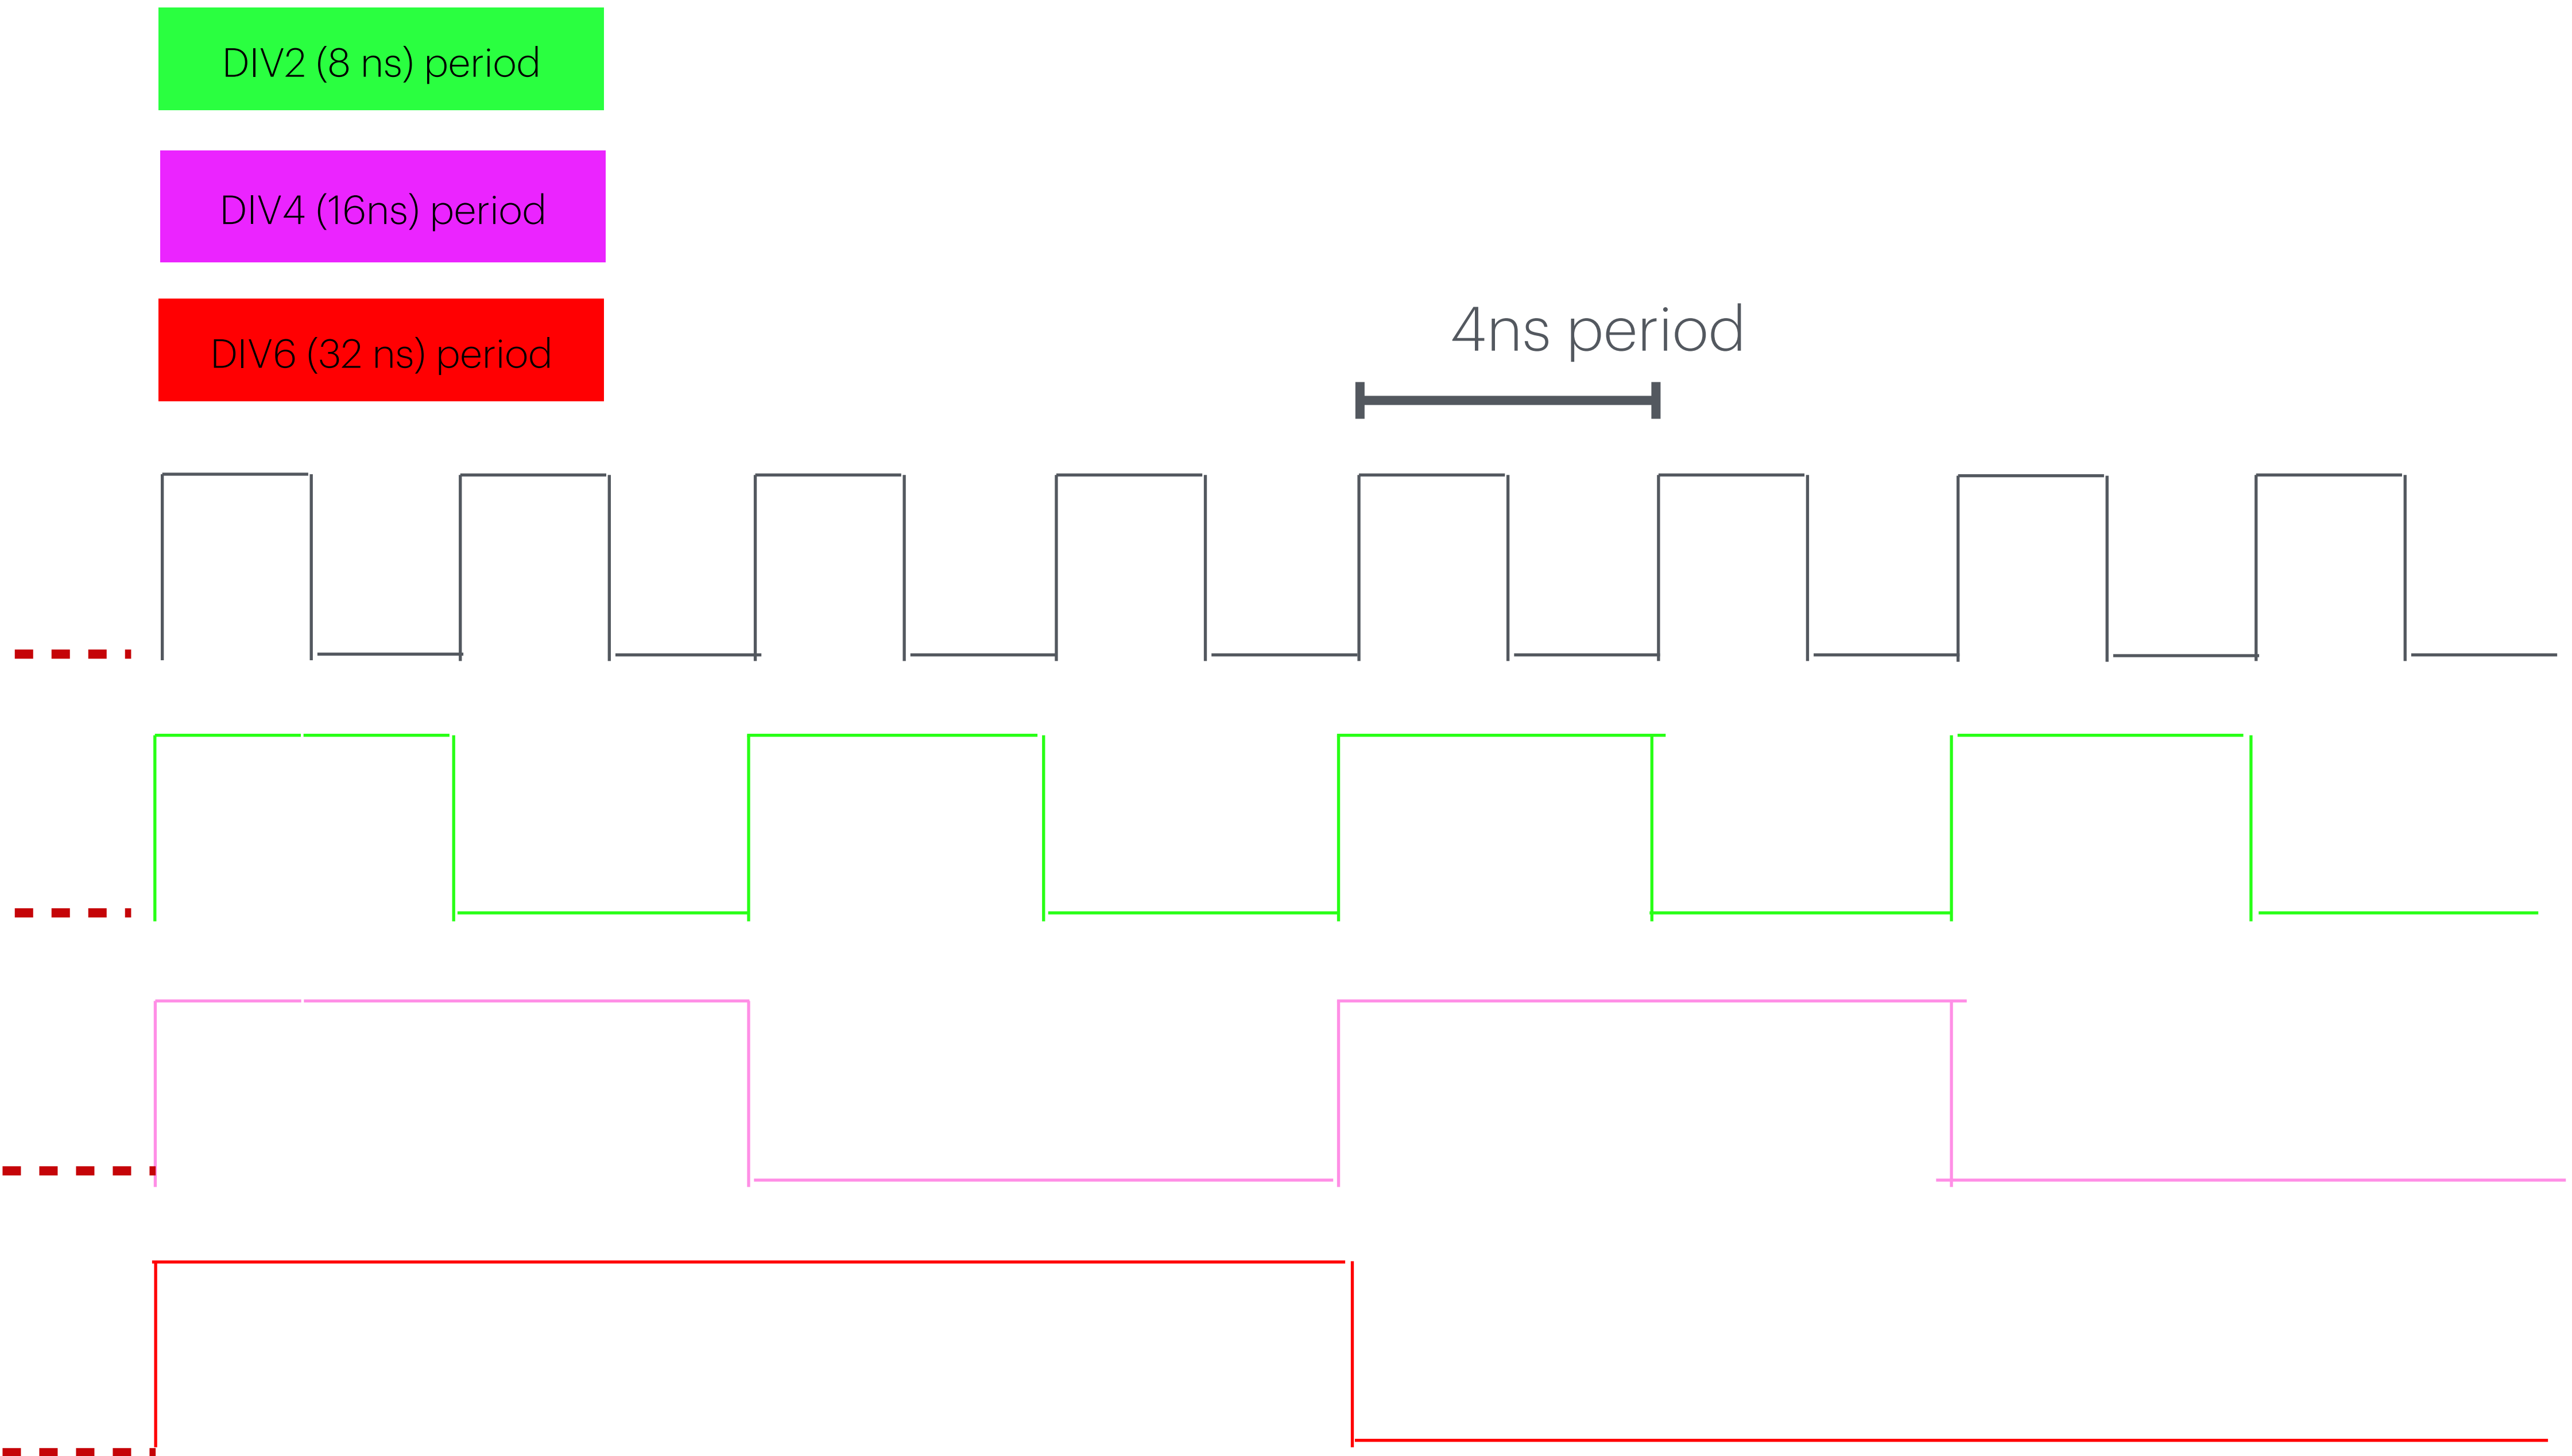 DIV2 (8 ns) period
DIV4 (16ns) period
DIV6 (32 ns) period
4ns period